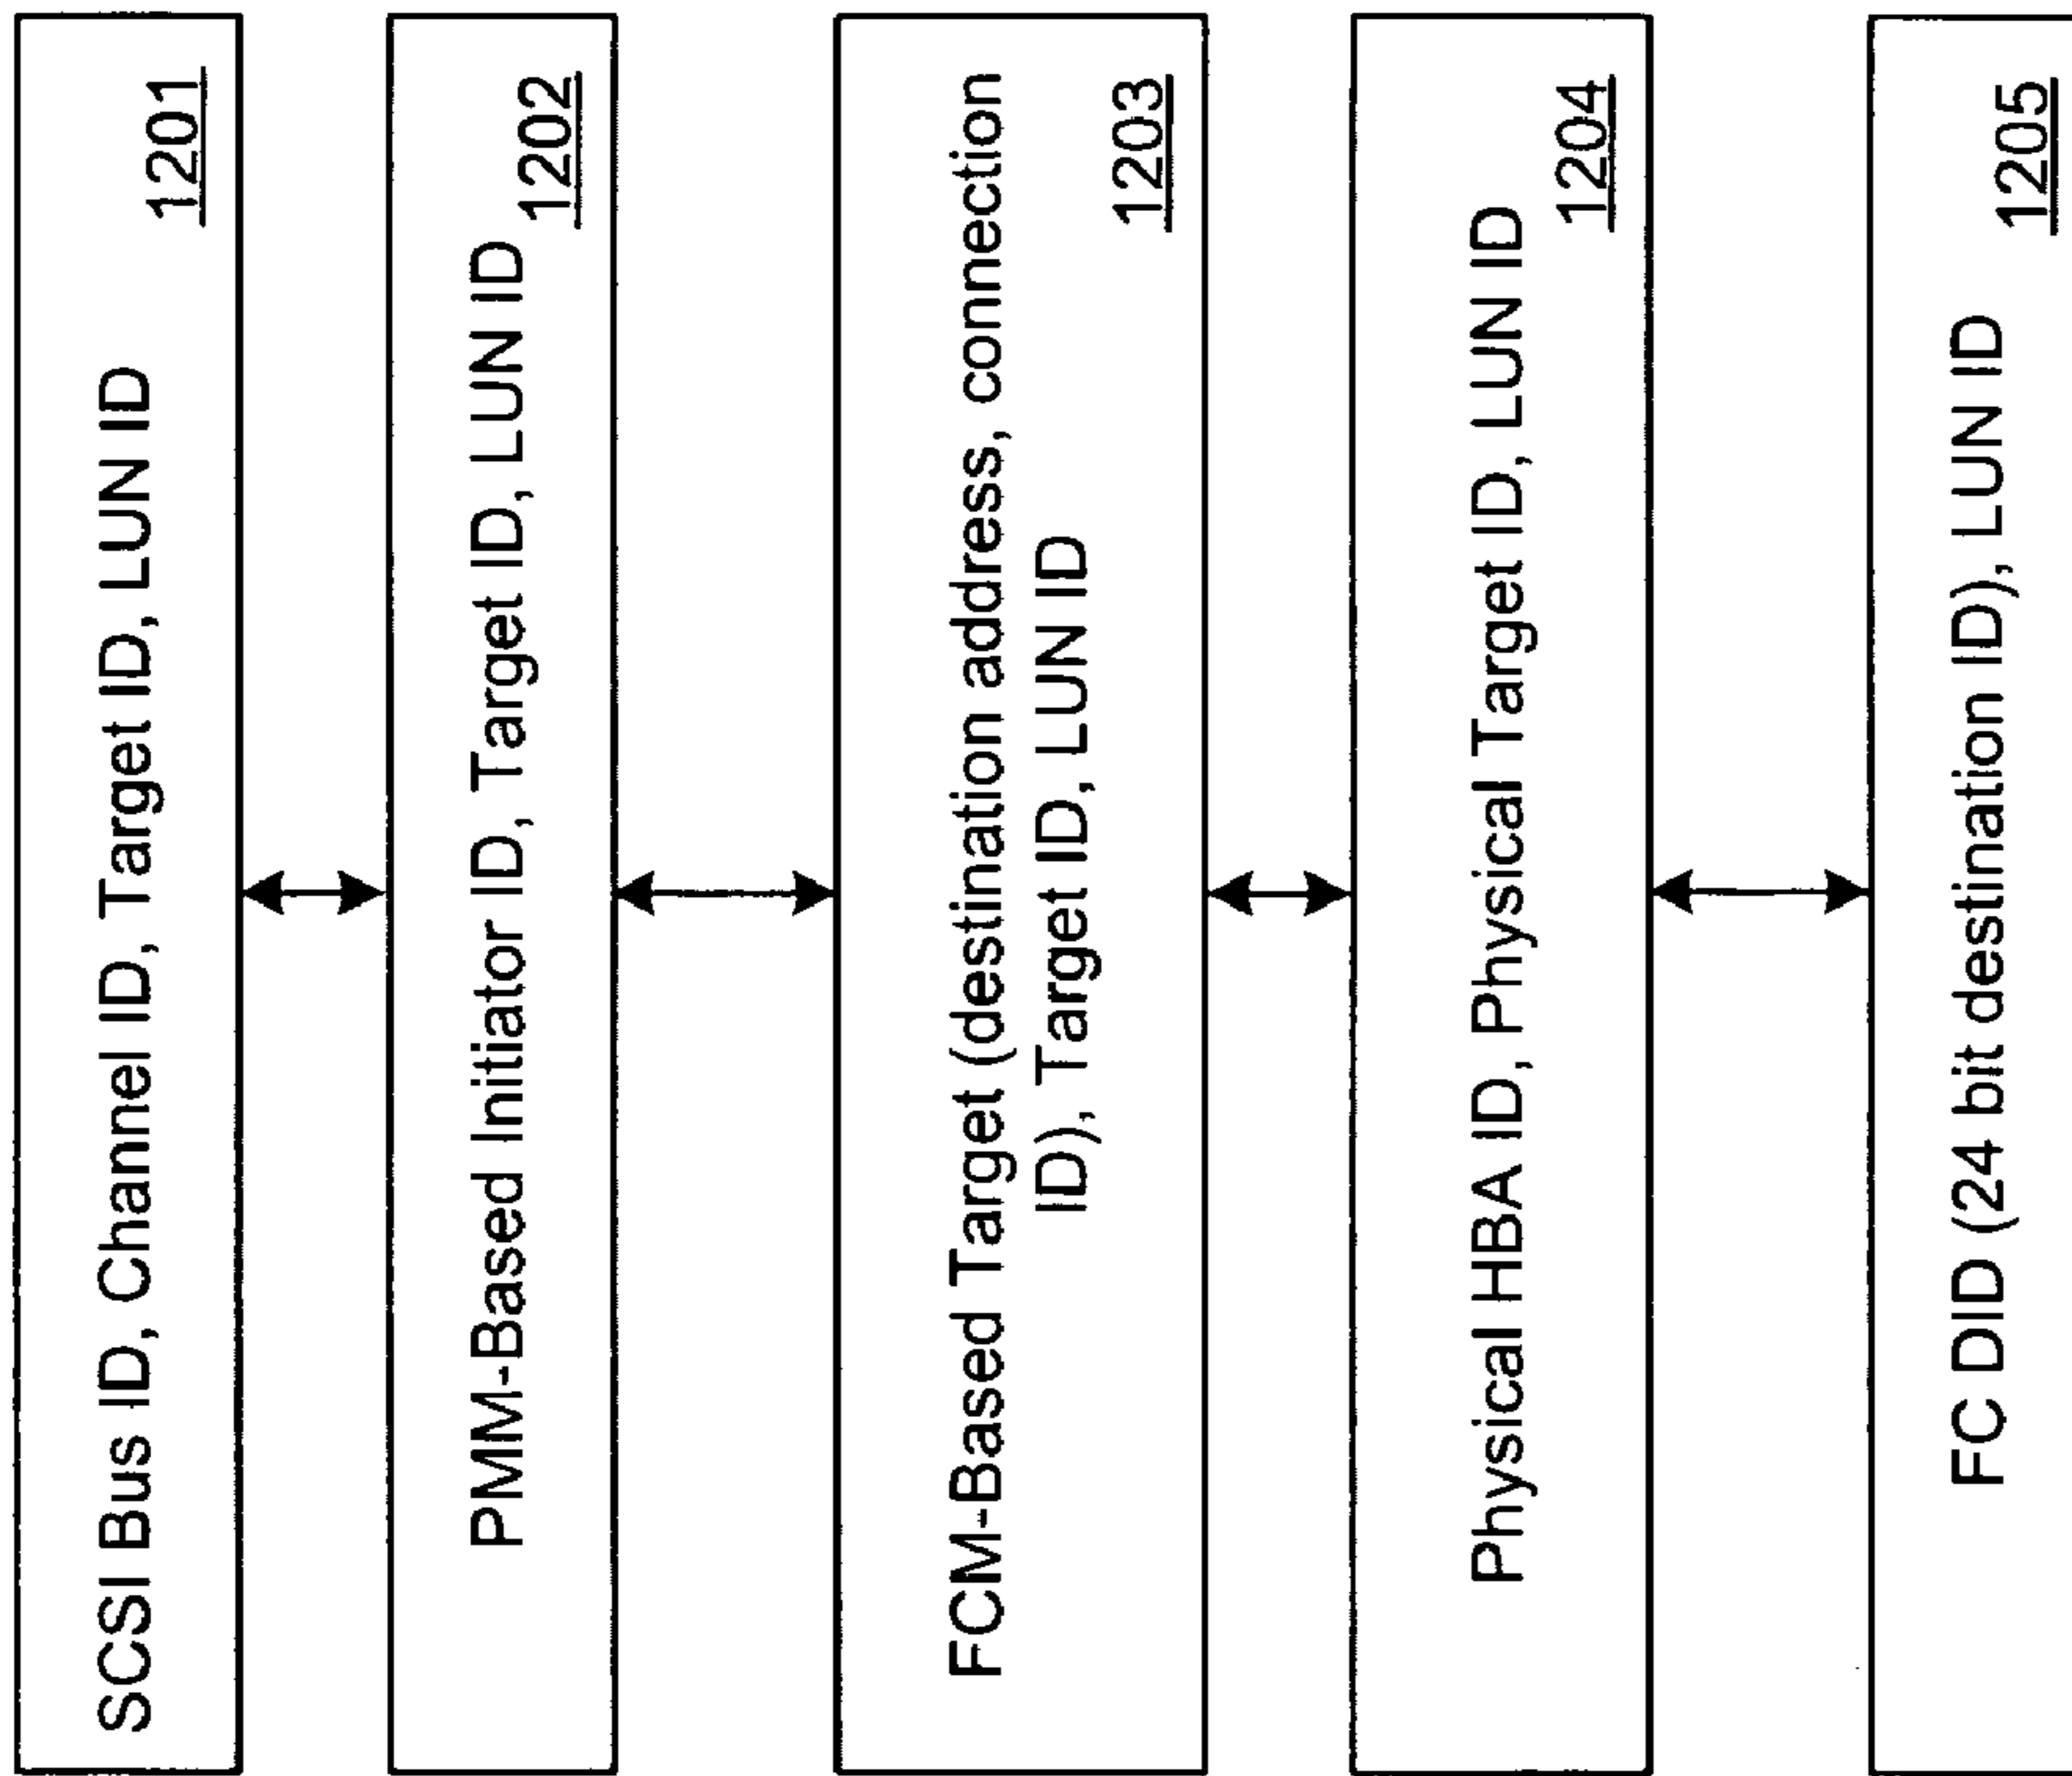 SCSI Bus ID, Channel ID, Target ID, LUN ID
1201
PMM-Based Initiator ID, Target ID, LUN ID
1202
FCM-Based Target (destination address, connection
ID), Target ID, LUN ID
1203
Physical HBA ID, Physical Target ID, LUN ID
1204
FC DID (24 bit destination ID), LUN ID
1205